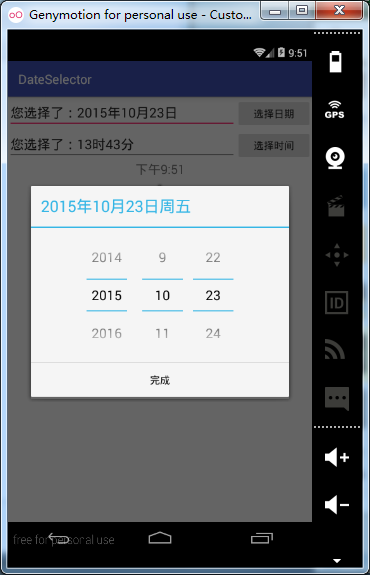 Genymotion for personal use - Custo...
9:51
DateSelector
您选择了：2015年10月23日 选择日期
您选择了：13时43分 选择时间
下午9:51
2015年10月23日周五
2014 9 22
2015 10 23
2016 11 24
完成
free for personal use
GPS
ID